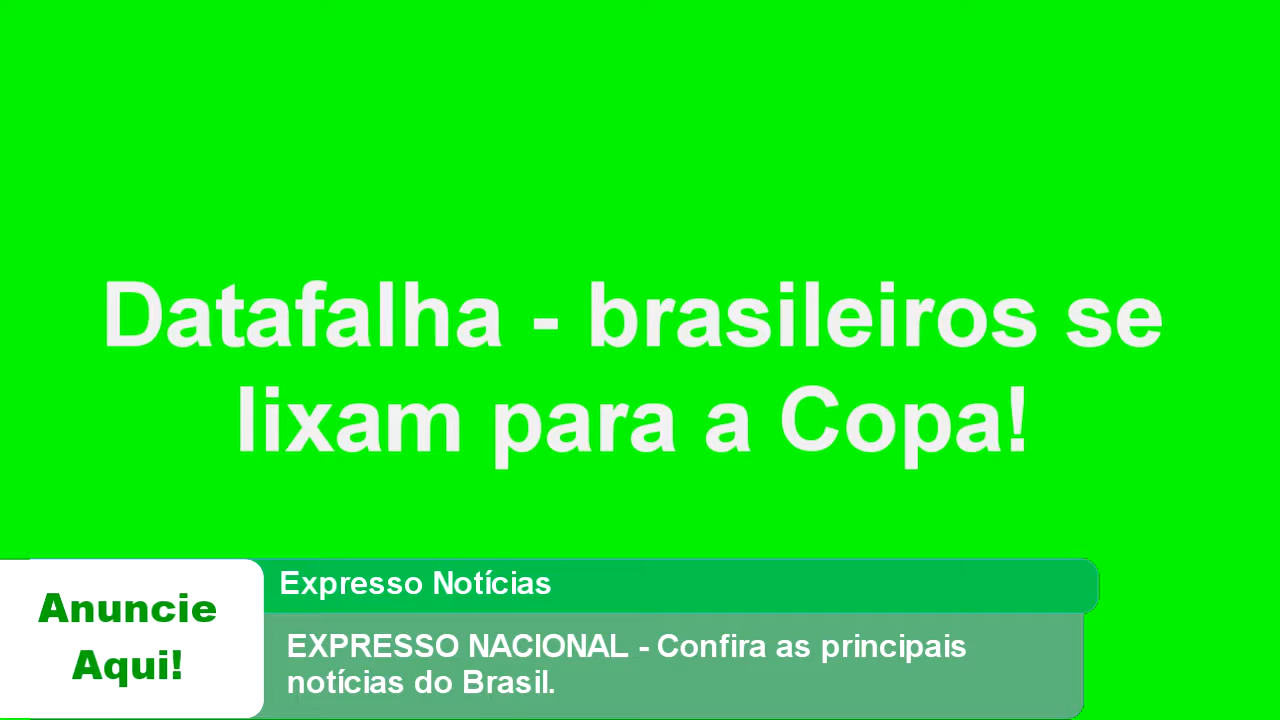 Datafalha - brasileiros se
lixam para a Copa!
Expresso Notícias
Anuncie
Aqui!
EXPRESSO NACIONAL - Confira as principais
notícias do Brasil.